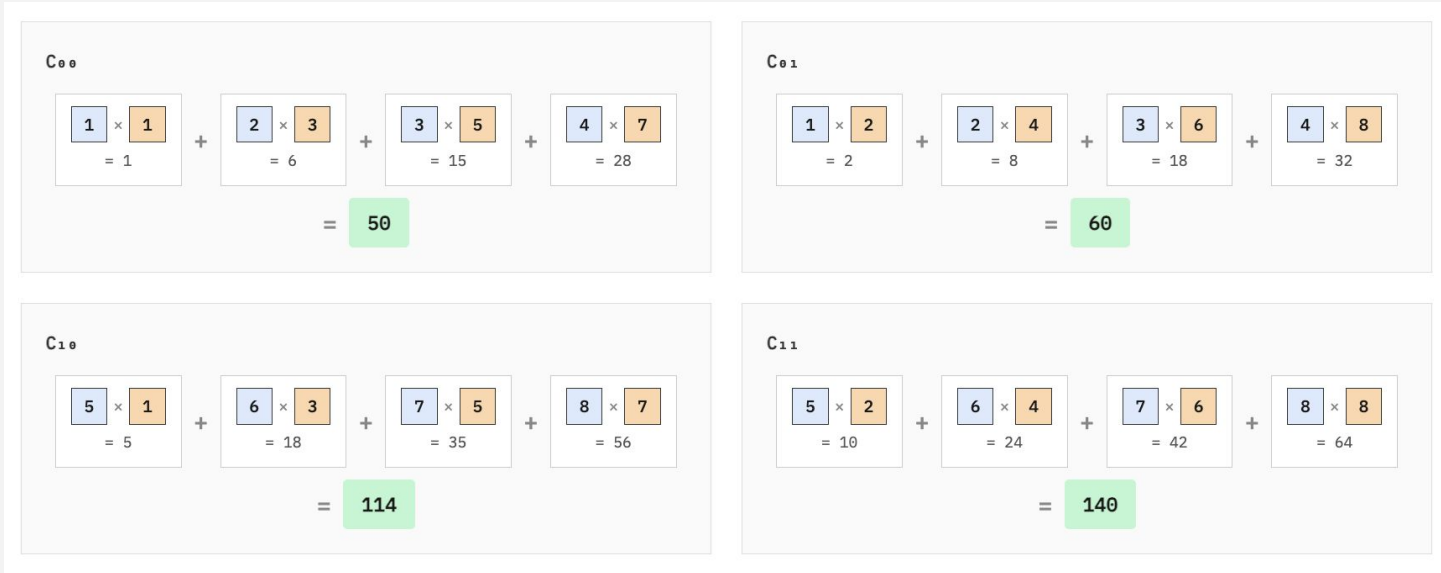 C₀₀
1 × 1 + 2 × 3 + 3 × 5 + 4 × 7
= 1 = 6 = 15 = 28
= 50
C₀₁
1 × 2 + 2 × 4 + 3 × 6 + 4 × 8
= 2 = 8 = 18 = 32
= 60
C₁₀
5 × 1 + 6 × 3 + 7 × 5 + 8 × 7
= 5 = 18 = 35 = 56
= 114
C₁₁
5 × 2 + 6 × 4 + 7 × 6 + 8 × 8
= 10 = 24 = 42 = 64
= 140